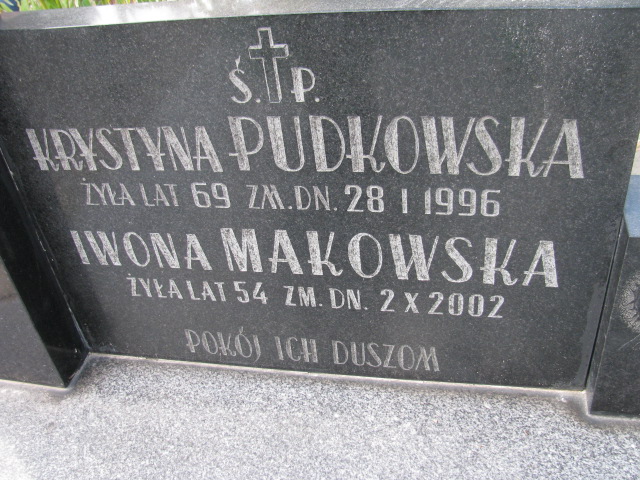 Ś. P.
KRYSTYNA PUDKOWSKA
ŻYŁA LAT 69 ZM. DN. 28 I 1996
IWONA MAKOWSKA
ŻYŁA LAT 54 ZM. DN. 2 X 2002
POKÓJ ICH DUSZOM